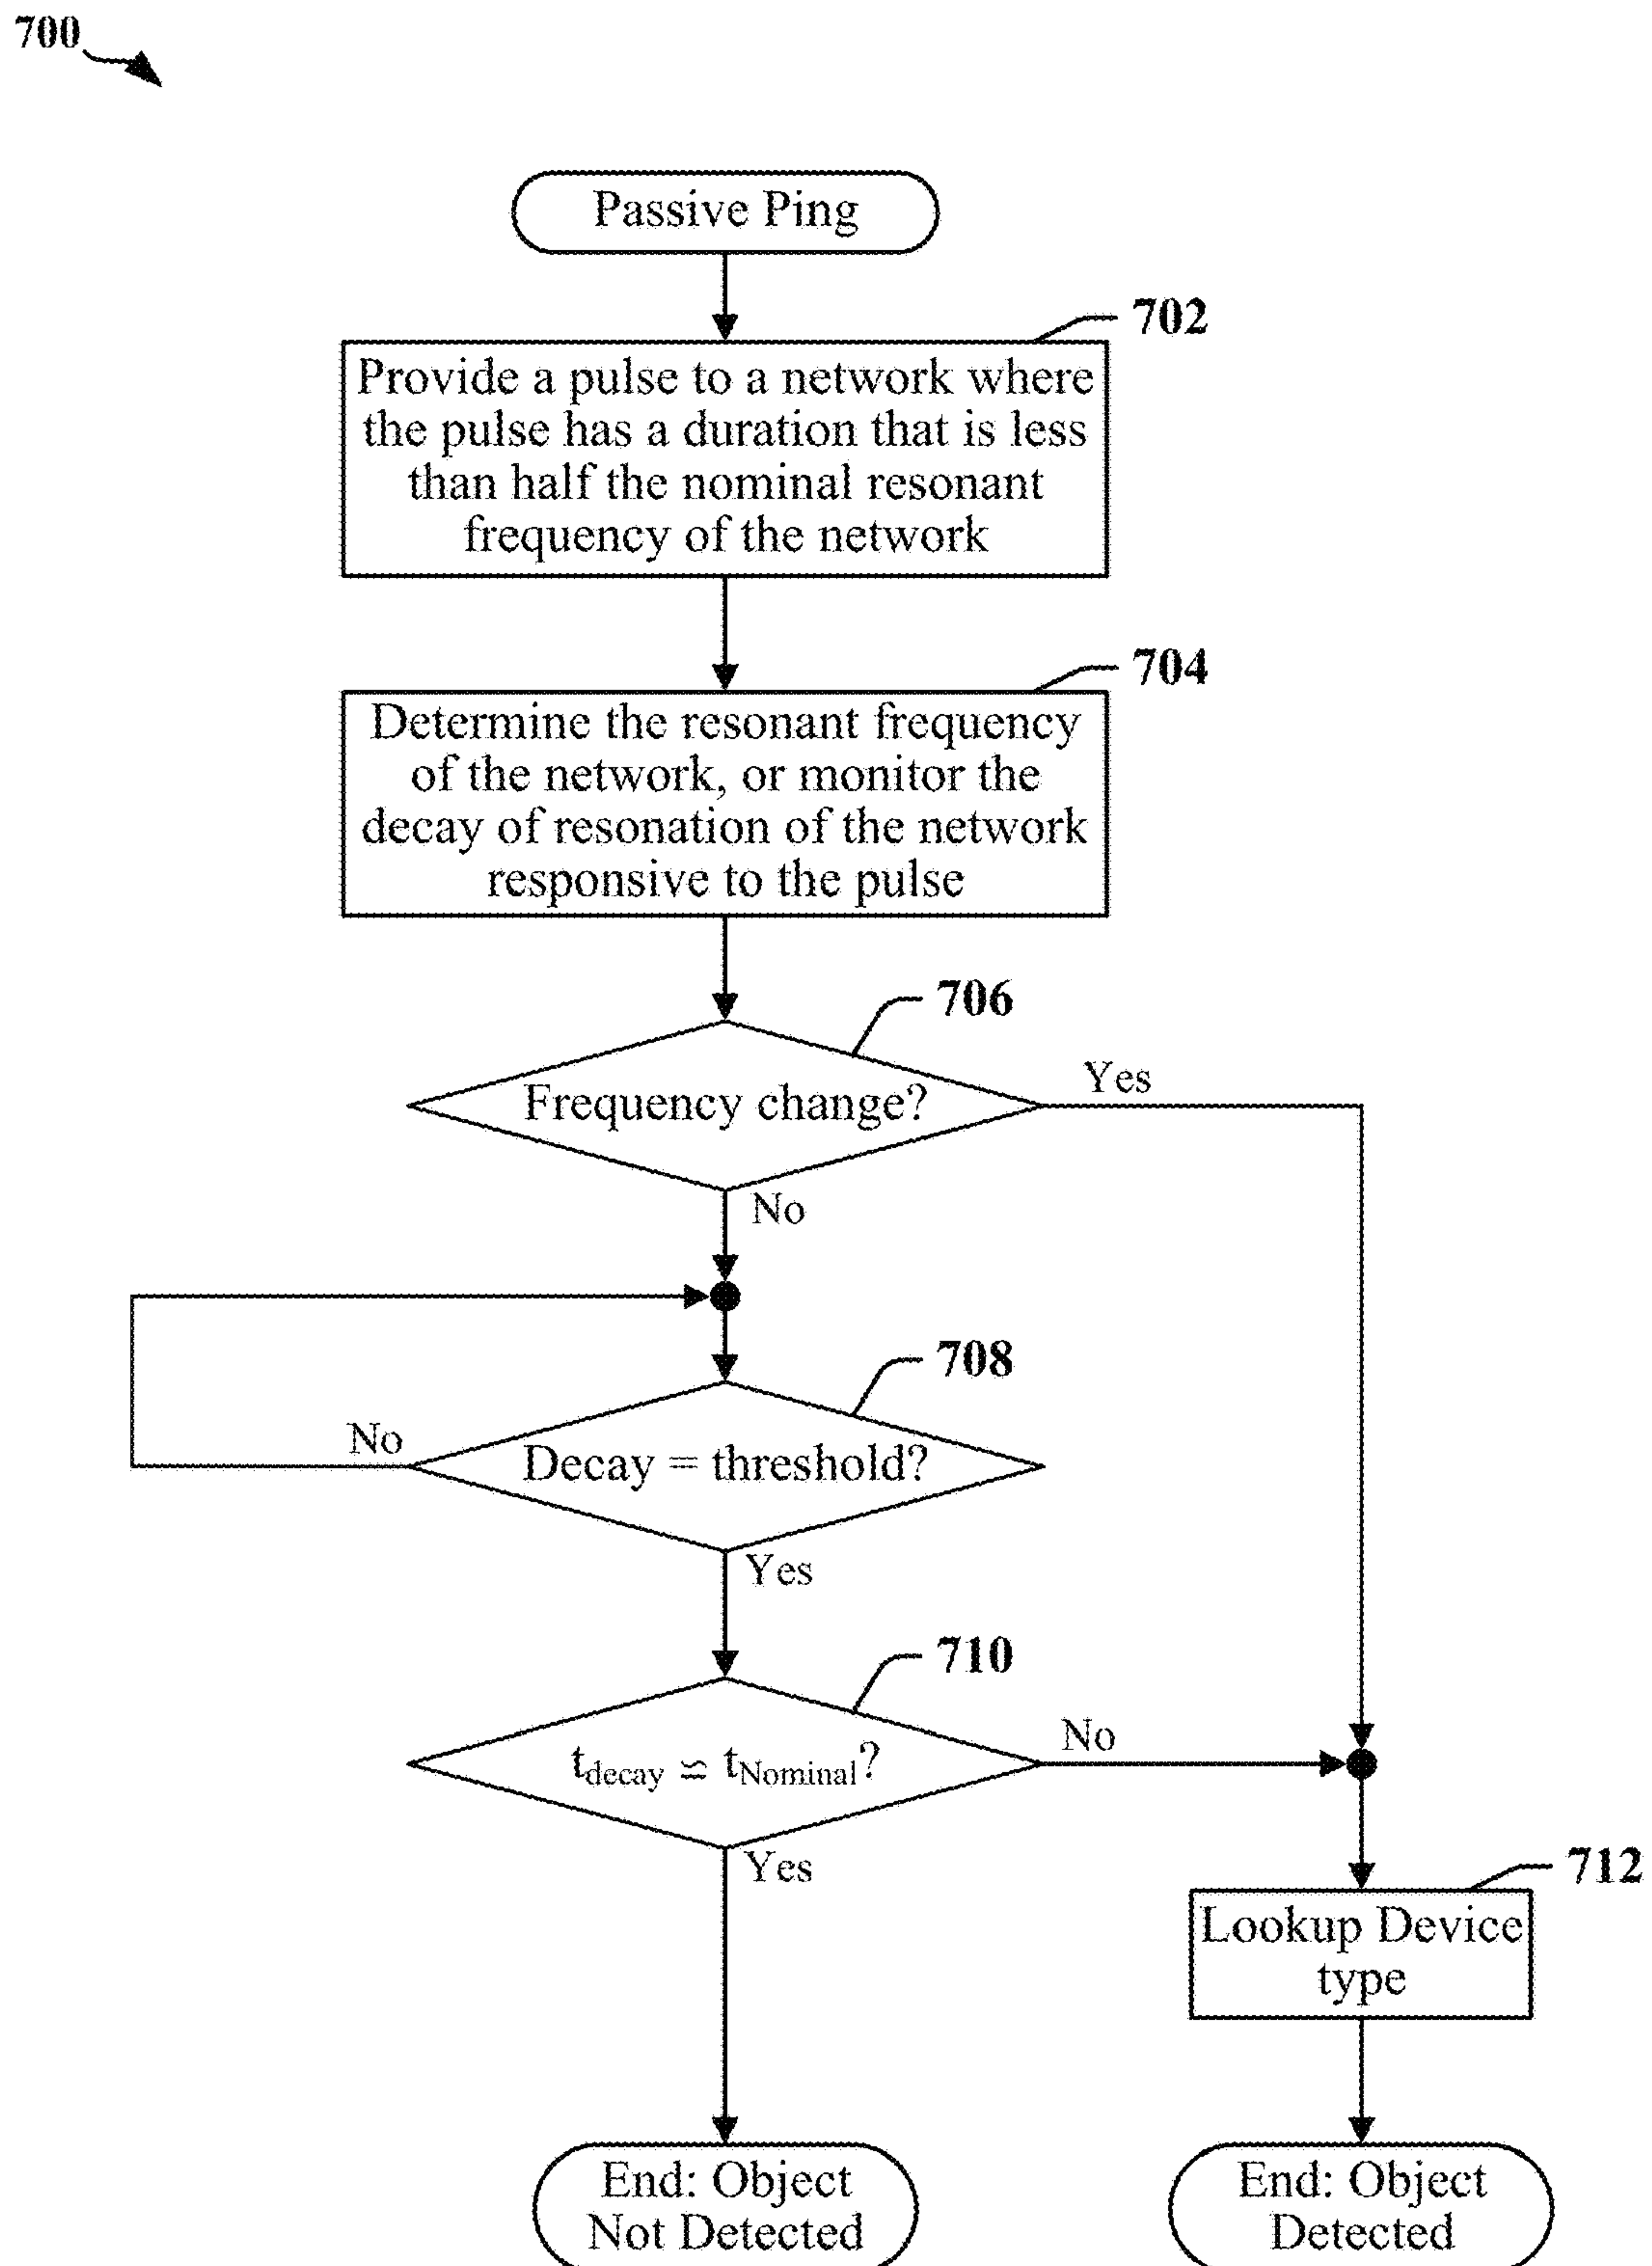 700
Passive Ping
702
Provide a pulse to a network where
the pulse has a duration that is less
than half the nominal resonant
frequency of the network
704
Determine the resonant frequency
of the network, or monitor the
decay of resonation of the network
responsive to the pulse
706
Frequency change?
Yes
No
708
Decay = threshold?
No
Yes
710
tdecay ≌ tNominal?
No
Yes
712
Lookup Device
type
End: Object
Not Detected
End: Object
Detected